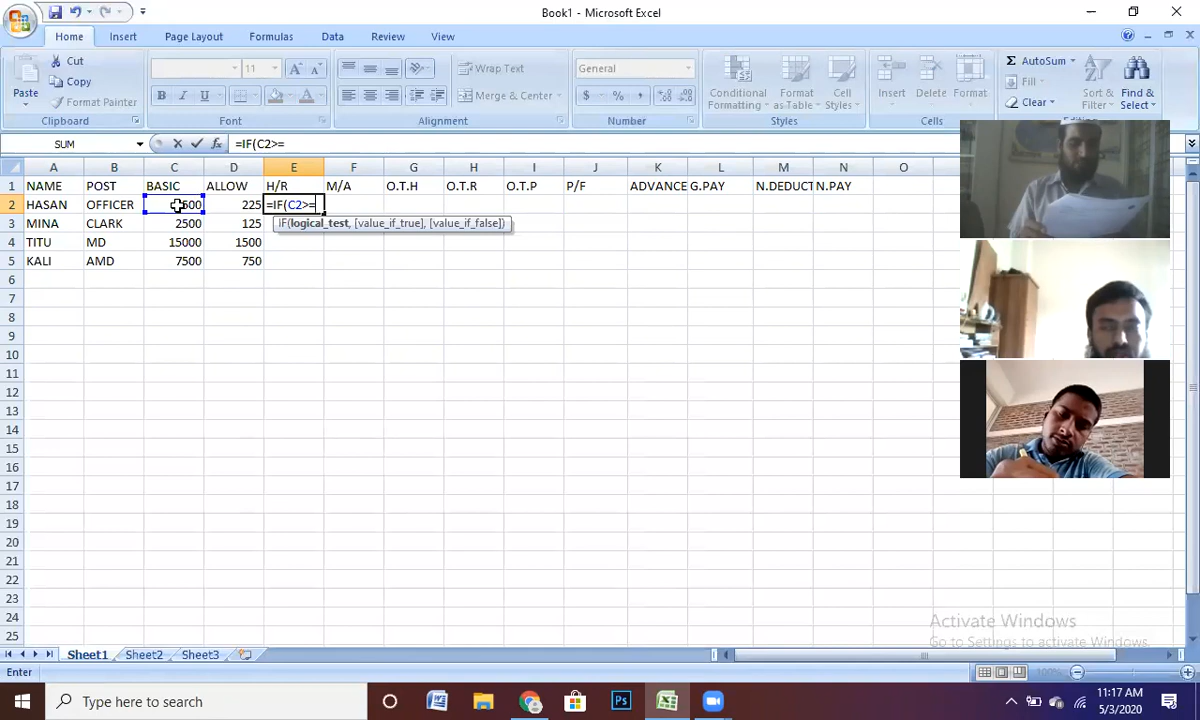 Book1 - Microsoft Excel
Home Insert Page Layout Formulas Data Review View
Cut
Copy
Format Painter
Paste
Clipboard
11
B I U
Font
Wrap Text
Merge & Center
Alignment
General
$ % ,
Number
Conditional Formatting
Format as Table
Cell Styles
Styles
Insert Delete Format
Cells
Σ AutoSum
Fill
Clear
Sort & Filter
Find & Select
SUM fx =IF(C2>=
A B C D E F G H I J K L M N O
1 NAME POST BASIC ALLOW H/R M/A O.T.H O.T.R O.T.P P/F ADVANCE G.PAY N.DEDUCT N.PAY
2 HASAN OFFICER 225 =IF(C2>=
IF(logical_test, [value_if_true], [value_if_false])
3 MINA CLARK 2500 125
4 TITU MD 15000 1500
5 KALI AMD 7500 750
6
7
8
9
10
11
12
13
14
15
16
17
18
19
20
21
22
23
24
25
Activate Windows
Go to Settings to activate Windows.
Sheet1 Sheet2 Sheet3
Enter 100%
Type here to search
11:17 AM
5/3/2020